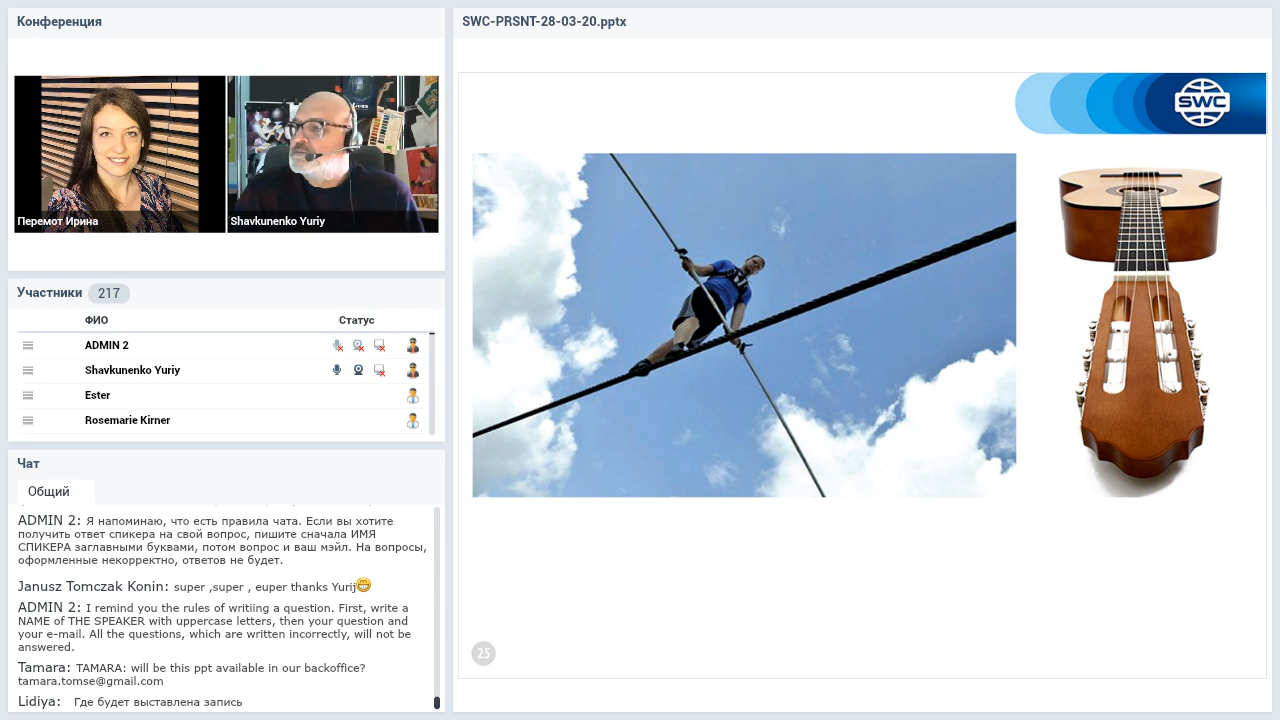 Конференция
Перемот Ирина
Shavkunenko Yuriy
Участники 217
ФИО Статус
ADMIN 2
Shavkunenko Yuriy
Ester
Rosemarie Kirner
Чат
Общий
ADMIN 2: Я напоминаю, что есть правила чата. Если вы хотите
получить ответ спикера на свой вопрос, пишите сначала ИМЯ
СПИКЕРА заглавными буквами, потом вопрос и ваш мэйл. На вопросы,
оформленные некорректно, ответов не будет.
Janusz Tomczak Konin: super ,super , euper thanks Yurij
ADMIN 2: I remind you the rules of writiing a question. First, write a
NAME of THE SPEAKER with uppercase letters, then your question and
your e-mail. All the questions, which are written incorrectly, will not be
answered.
Tamara: TAMARA: will be this ppt available in our backoffice?
tamara.tomse@gmail.com
Lidiya: Где будет выставлена запись
SWC-PRSNT-28-03-20.pptx
SWC
25